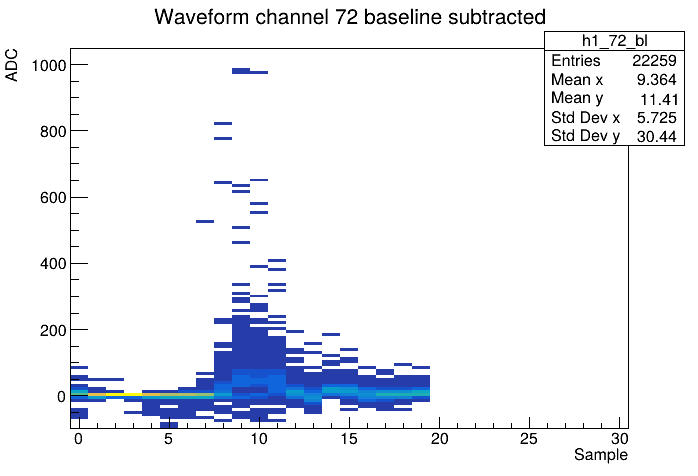 Waveform channel 72 baseline subtracted
h1_72_bl
Entries 22259
Mean x 9.364
Mean y 11.41
Std Dev x 5.725
Std Dev y 30.44
ADC
1000
800
600
400
200
0
0 5 10 15 20 25 30
Sample